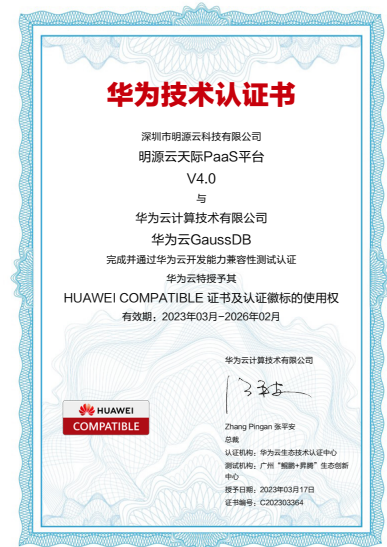 华为技术认证书
深圳市明源云科技有限公司
明源云天际PaaS平台
V4.0
与
华为云计算技术有限公司
华为云GaussDB
完成并通过华为云开发能力兼容性测试认证
华为云特授予其
HUAWEI COMPATIBLE 证书及认证徽标的使用权
有效期：2023年03月-2026年02月
华为云计算技术有限公司
HUAWEI
COMPATIBLE
Zhang Pingan 张平安
总裁
认证机构：华为云生态技术认证中心
测试机构：广州“鲲鹏+昇腾”生态创新
中心
授予日期：2023年03月17日
证书编号：C202303364